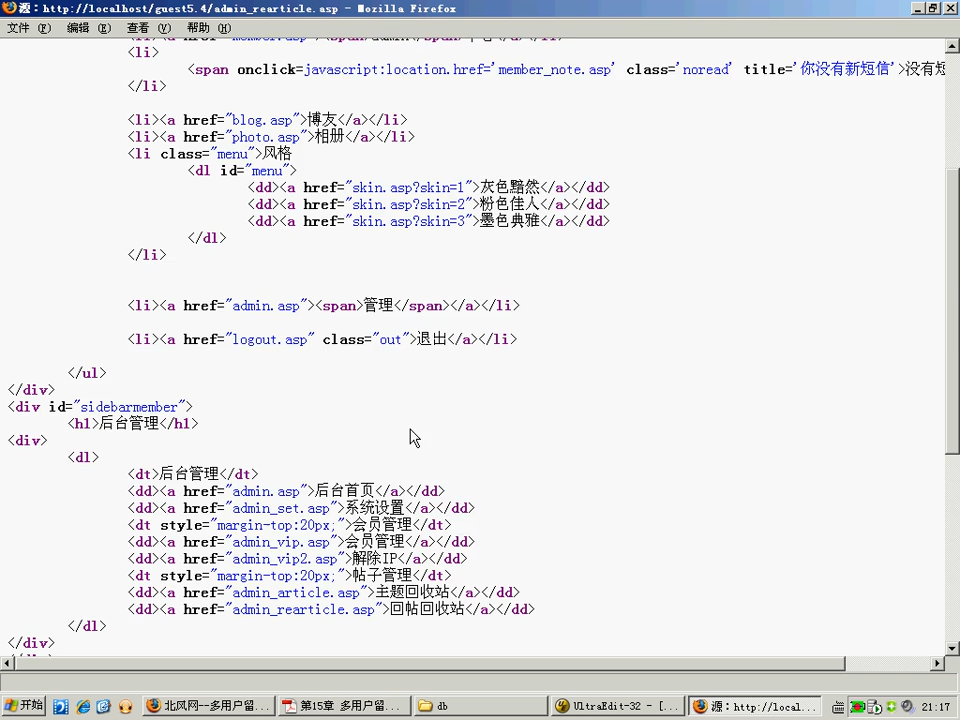 源：http://localhost/guest5.4/admin_rearticle.asp - Mozilla Firefox
文件 (F) 编辑 (E) 查看 (V) 帮助 (H)
<li>
<span onclick=javascript:location.href='member_note.asp' class='noread' title='你没有新短信'>没有短
</li>
<li><a href="blog.asp">博友</a></li>
<li><a href="photo.asp">相册</a></li>
<li class="menu">风格
<dl id="menu">
<dd><a href="skin.asp?skin=1">灰色黯然</a></dd>
<dd><a href="skin.asp?skin=2">粉色佳人</a></dd>
<dd><a href="skin.asp?skin=3">墨色典雅</a></dd>
</dl>
</li>
<li><a href="admin.asp"><span>管理</span></a></li>
<li><a href="logout.asp" class="out">退出</a></li>
</ul>
</div>
<div id="sidebarmember">
<h1>后台管理</h1>
<div>
<dl>
<dt>后台管理</dt>
<dd><a href="admin.asp">后台首页</a></dd>
<dd><a href="admin_set.asp">系统设置</a></dd>
<dt style="margin-top:20px;">会员管理</dt>
<dd><a href="admin_vip.asp">会员管理</a></dd>
<dd><a href="admin_vip2.asp">解除IP</a></dd>
<dt style="margin-top:20px;">帖子管理</dt>
<dd><a href="admin_article.asp">主题回收站</a></dd>
<dd><a href="admin_rearticle.asp">回帖回收站</a></dd>
</dl>
</div>
开始 北风网--多用户留... 第15章 多用户留... db UltraEdit-32 - [... 源：http://local... 21:17